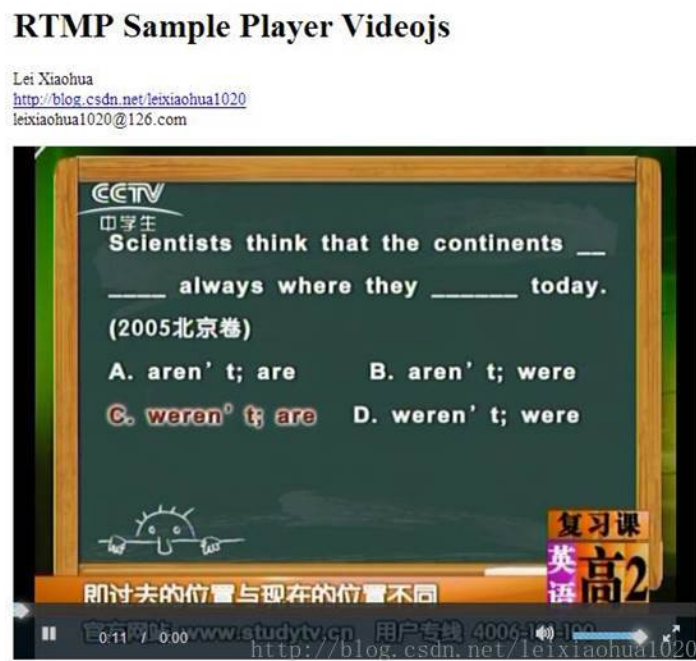 RTMP Sample Player Videojs
Lei Xiaohua
http://blog.csdn.net/leixiaohua1020
leixiaohua1020@126.com
CCTV
中学生
Scientists think that the continents __
____ always where they ______ today.
(2005北京卷)
A. aren't; are B. aren't; were
C. weren't; are D. weren't; were
复习课
英语
高2
即过去的位置与现在的位置不同
官方网站 www.studytv.cn 用户专线 4006-
0:11 / 0:00
http://blog.csdn.net/leixiaohua1020